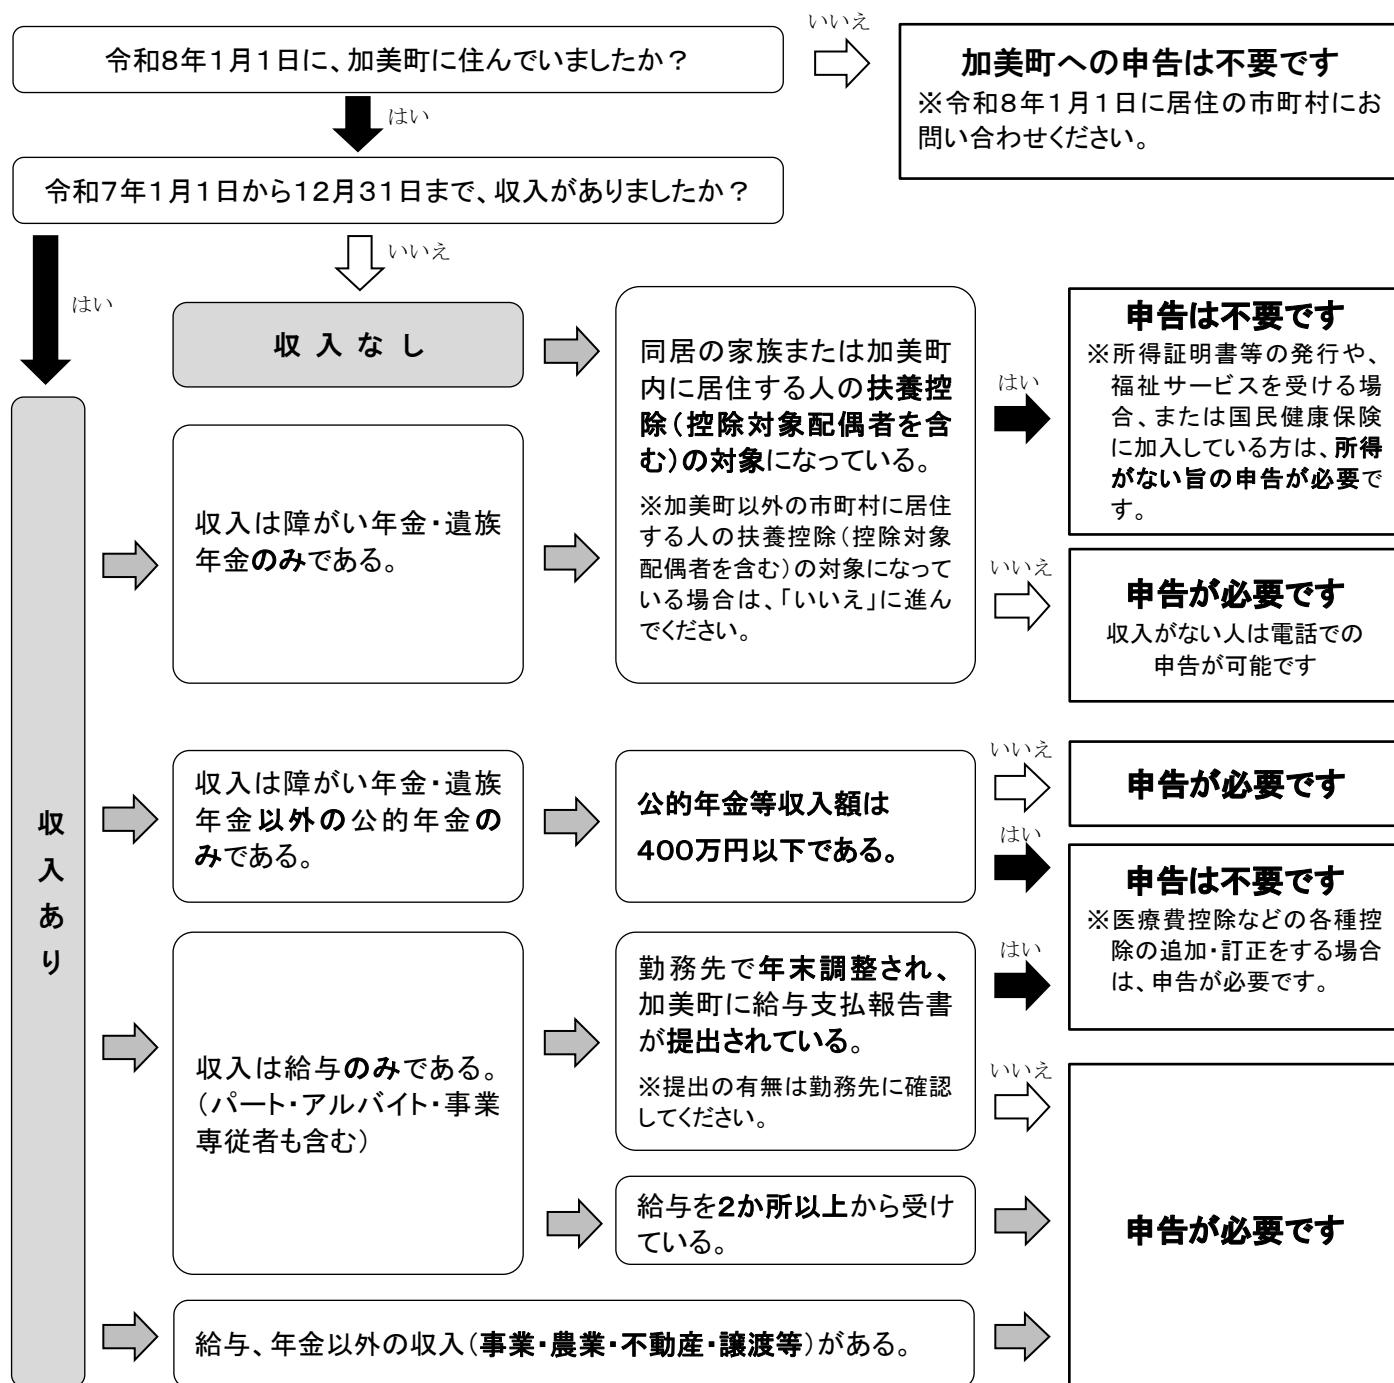 いいえ
令和8年1月1日に、加美町に住んでいましたか？
加美町への申告は不要です
※令和8年1月1日に居住の市町村にお
問い合わせください。
はい
令和7年1月1日から12月31日まで、収入がありましたか？
いいえ
はい
収入なし
同居の家族または加美町
内に居住する人の扶養控
除（控除対象配偶者を含
む）の対象になっている。
※加美町以外の市町村に居住
する人の扶養控除（控除対象
配偶者を含む）の対象になって
いる場合は、「いいえ」に進ん
でください。
はい
申告は不要です
※所得証明書等の発行や、
福祉サービスを受ける場
合、または国民健康保険
に加入している方は、所得
がない旨の申告が必要で
す。
収入は障がい年金・遺族
年金のみである。
いいえ
申告が必要です
収入がない人は電話での
申告が可能です
収入あり
収入は障がい年金・遺族
年金以外の公的年金の
みである。
公的年金等収入額は
400万円以下である。
いいえ
申告が必要です
はい
申告は不要です
※医療費控除などの各種控
除の追加・訂正をする場合
は、申告が必要です。
収入は給与のみである。
（パート・アルバイト・事業
専従者も含む）
勤務先で年末調整され、
加美町に給与支払報告書
が提出されている。
※提出の有無は勤務先に確認
してください。
はい
いいえ
給与を2か所以上から受け
ている。
申告が必要です
給与、年金以外の収入（事業・農業・不動産・譲渡等）がある。